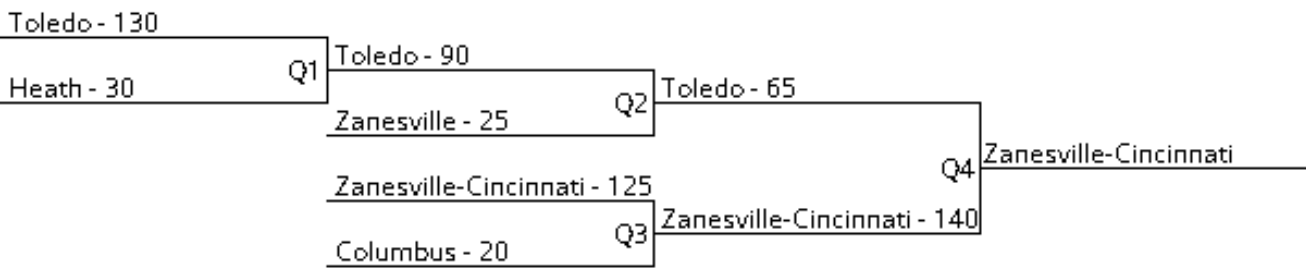 Toledo - 130
Heath - 30
Q1
Toledo - 90
Zanesville - 25
Q2
Zanesville-Cincinnati - 125
Columbus - 20
Q3
Toledo - 65
Zanesville-Cincinnati - 140
Q4
Zanesville-Cincinnati